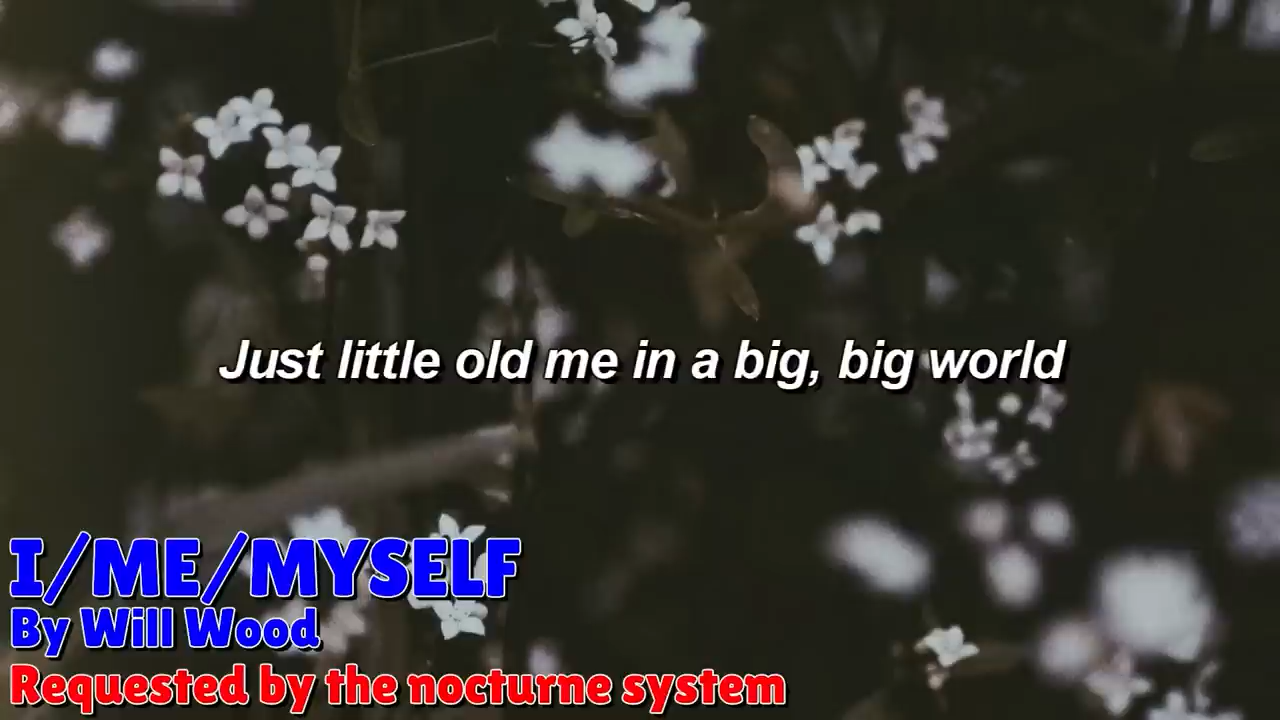 Just little old me in a big, big world
I/ME/MYSELF
By Will Wood
Requested by the nocturne system